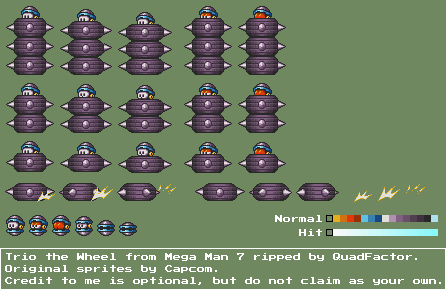 Normal
Hit
Trio the Wheel from Mega Man 7 ripped by QuadFactor.
Original sprites by Capcom.
Credit to me is optional, but do not claim as your own.